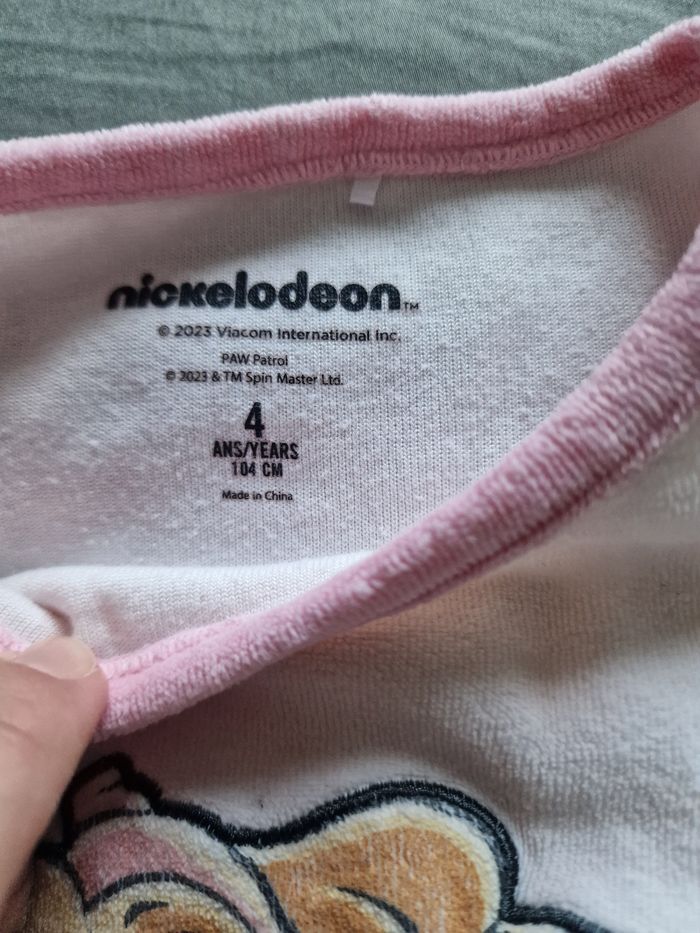 nickelodeon™
© 2023 Viacom International Inc.
PAW Patrol
© 2023 & TM Spin Master Ltd.
4
ANS/YEARS
104 CM
Made in China